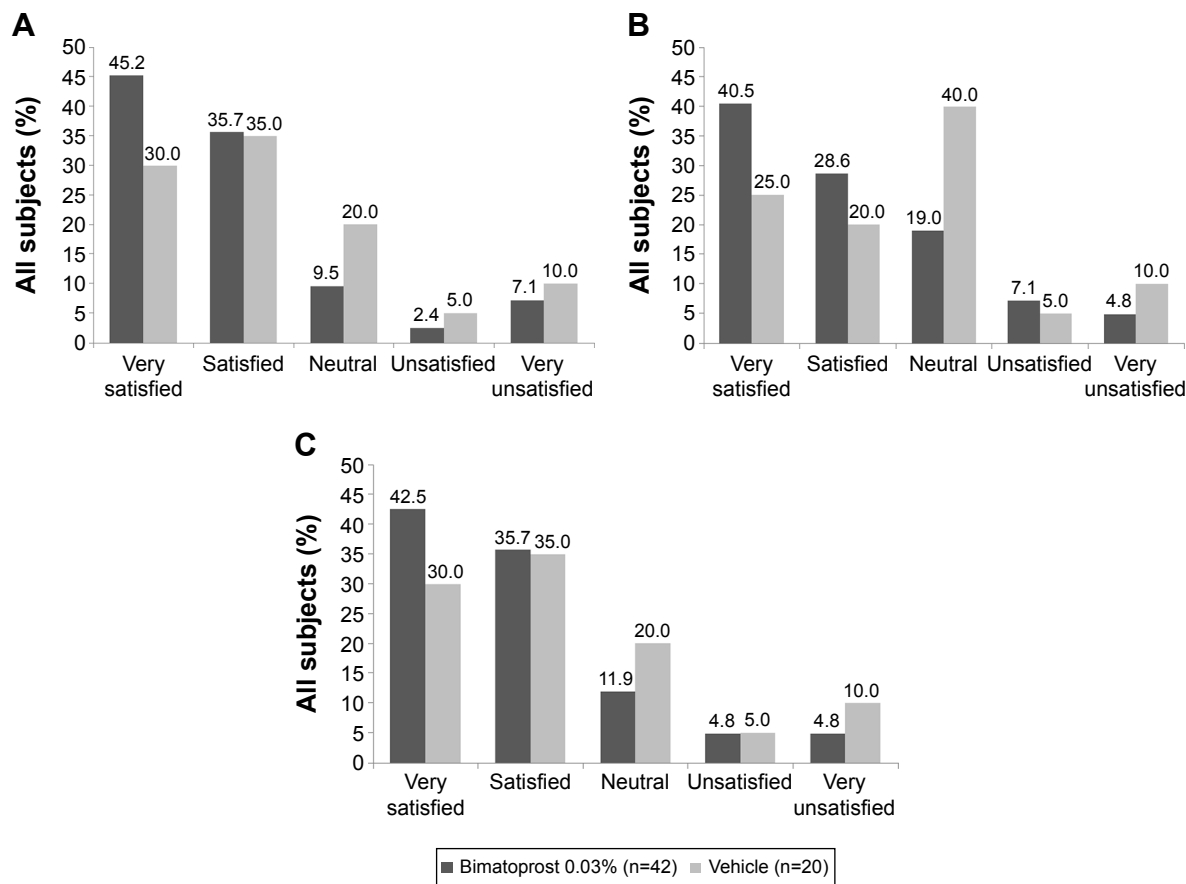 A
All subjects (%)
50
45
40
35
30
25
20
15
10
5
0
45.2
30.0
35.7
35.0
9.5
20.0
2.4
5.0
7.1
10.0
Very
satisfied
Satisfied
Neutral
Unsatisfied
Very
unsatisfied
B
All subjects (%)
50
45
40
35
30
25
20
15
10
5
0
40.5
25.0
28.6
20.0
19.0
40.0
7.1
5.0
4.8
10.0
Very
satisfied
Satisfied
Neutral
Unsatisfied
Very
unsatisfied
C
All subjects (%)
50
45
40
35
30
25
20
15
10
5
0
42.5
30.0
35.7
35.0
11.9
20.0
4.8
5.0
4.8
10.0
Very
satisfied
Satisfied
Neutral
Unsatisfied
Very
unsatisfied
Bimatoprost 0.03% (n=42) Vehicle (n=20)